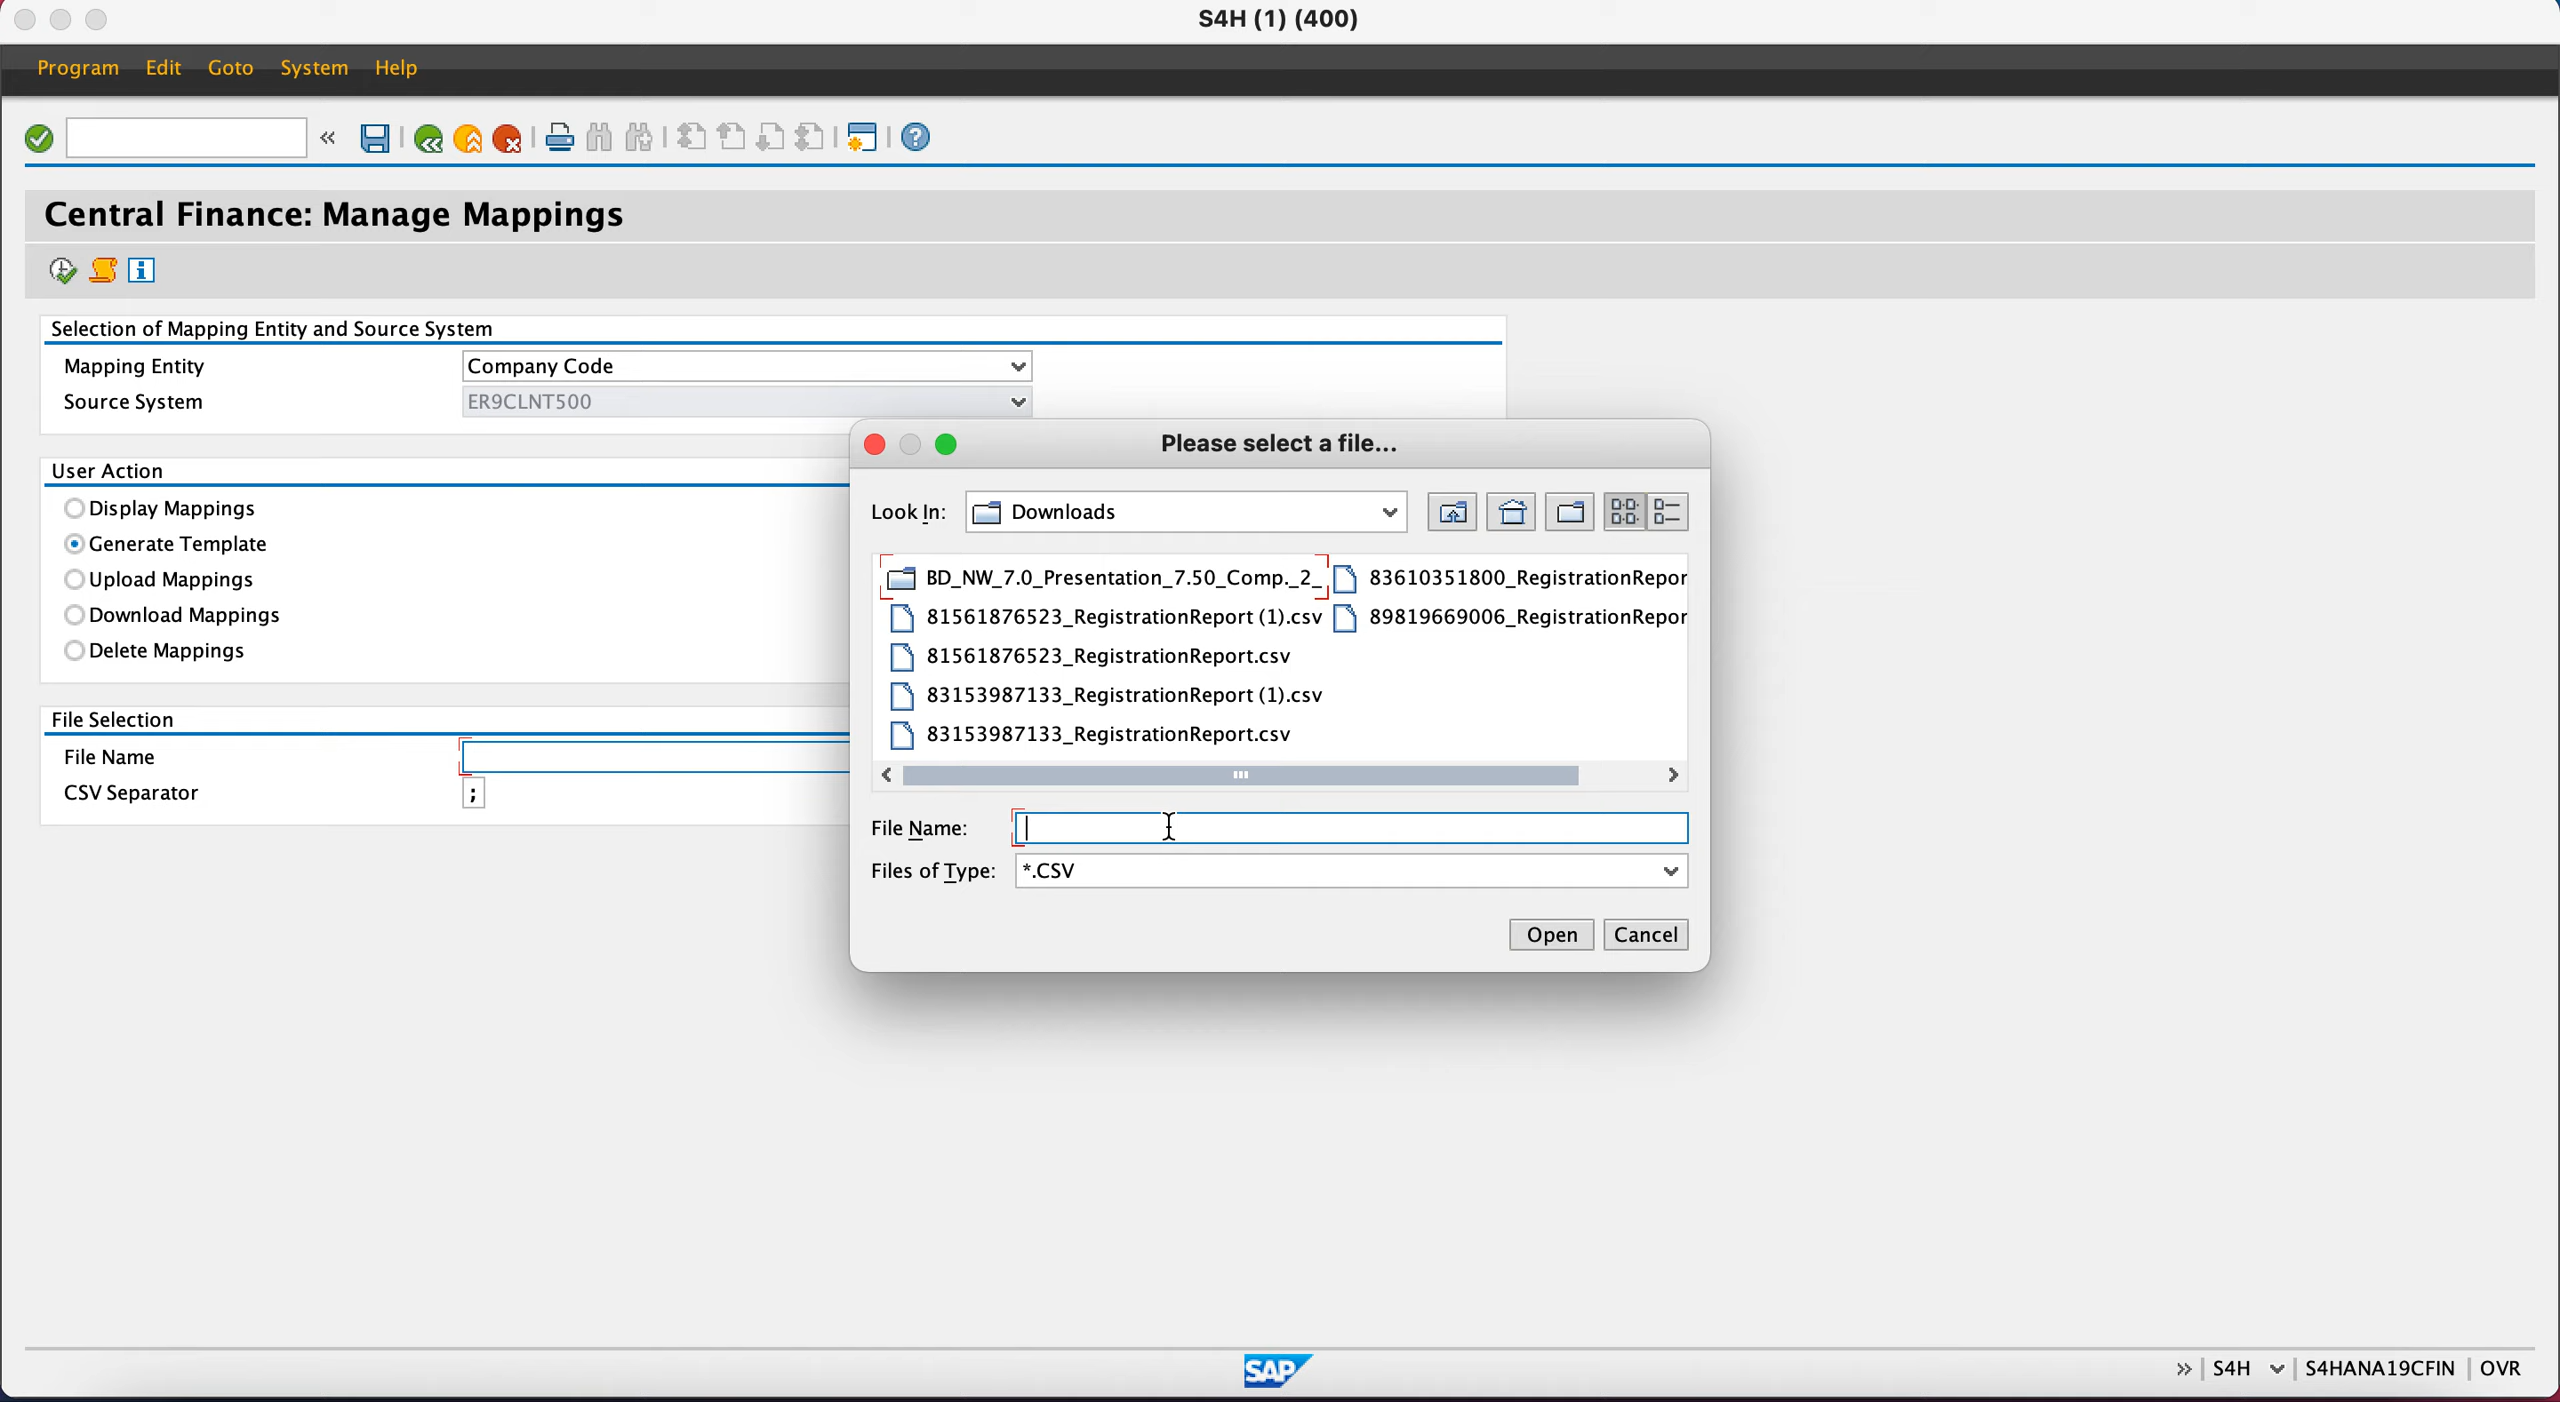 S4H (1) (400)
Program Edit Goto System Help
Central Finance: Manage Mappings
Selection of Mapping Entity and Source System
Mapping Entity Company Code
Source System ER9CLNT500
User Action
Display Mappings
Generate Template
Upload Mappings
Download Mappings
Delete Mappings
File Selection
File Name
CSV Separator ;
Please select a file...
Look In: Downloads
BD_NW_7.0_Presentation_7.50_Comp._2_ 83610351800_RegistrationRepor
81561876523_RegistrationReport (1).csv 89819669006_RegistrationRepor
81561876523_RegistrationReport.csv
83153987133_RegistrationReport (1).csv
83153987133_RegistrationReport.csv
File Name:
Files of Type: *.CSV
Open Cancel
SAP
S4H S4HANA19CFIN OVR